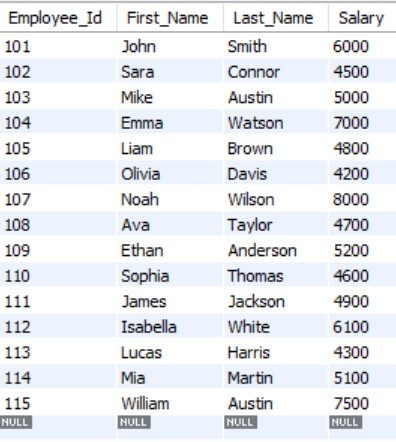 Employee_Id First_Name Last_Name Salary
101 John Smith 6000
102 Sara Connor 4500
103 Mike Austin 5000
104 Emma Watson 7000
105 Liam Brown 4800
106 Olivia Davis 4200
107 Noah Wilson 8000
108 Ava Taylor 4700
109 Ethan Anderson 5200
110 Sophia Thomas 4600
111 James Jackson 4900
112 Isabella White 6100
113 Lucas Harris 4300
114 Mia Martin 5100
115 William Austin 7500
NULL NULL NULL NULL